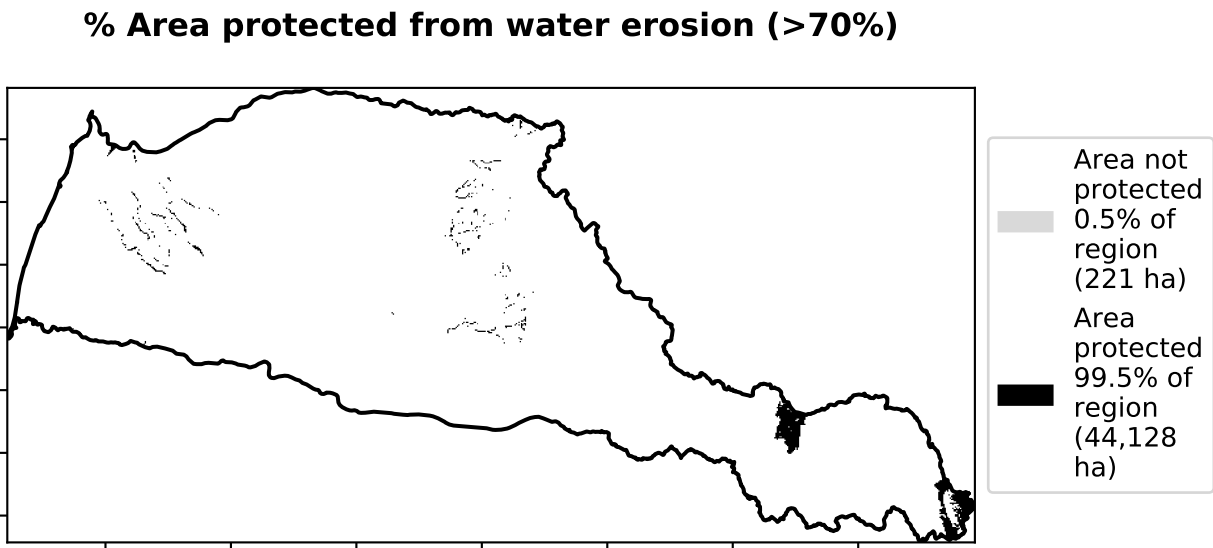 % Area protected from water erosion (>70%)
Area not
protected
0.5% of
region
(221 ha)
Area
protected
99.5% of
region
(44,128
ha)